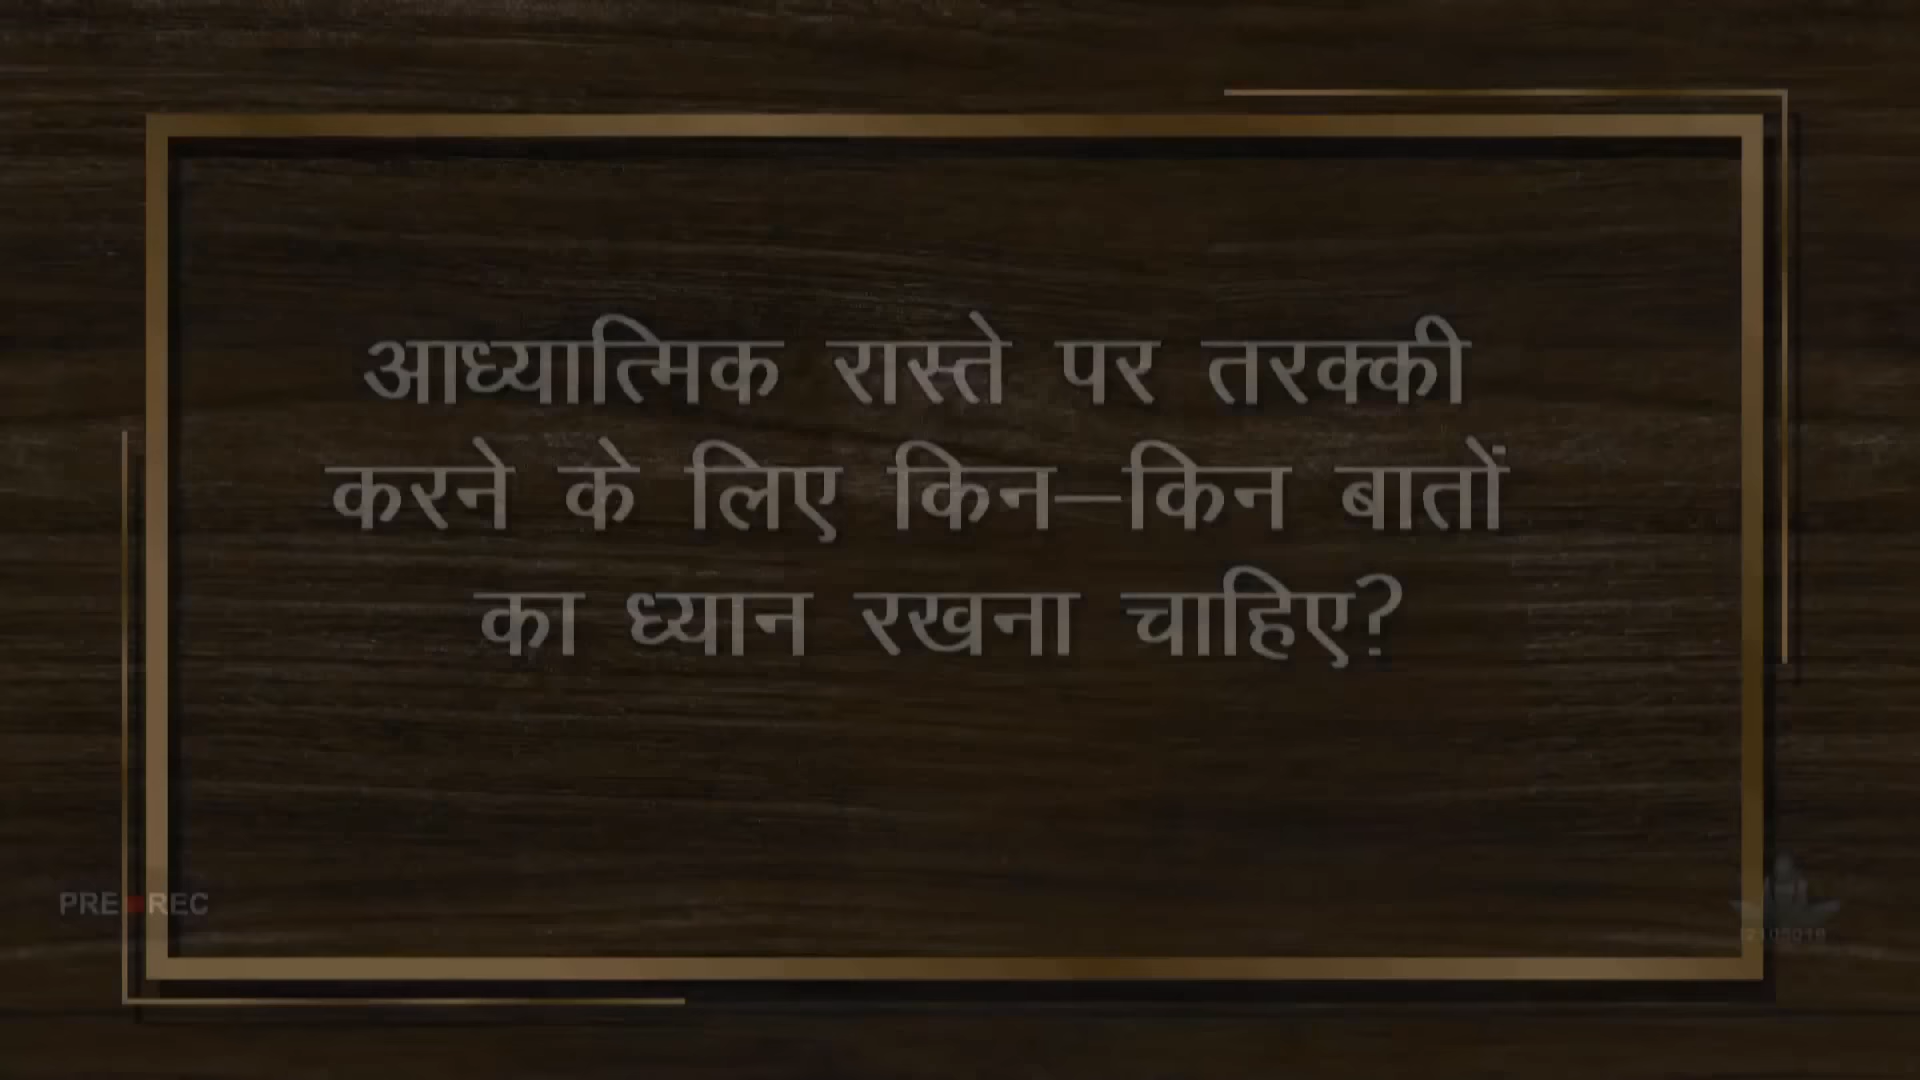 आध्यात्मिक रास्ते पर तरक्की
करने के लिए किन–किन बातों
का ध्यान रखना चाहिए?
PRE REC